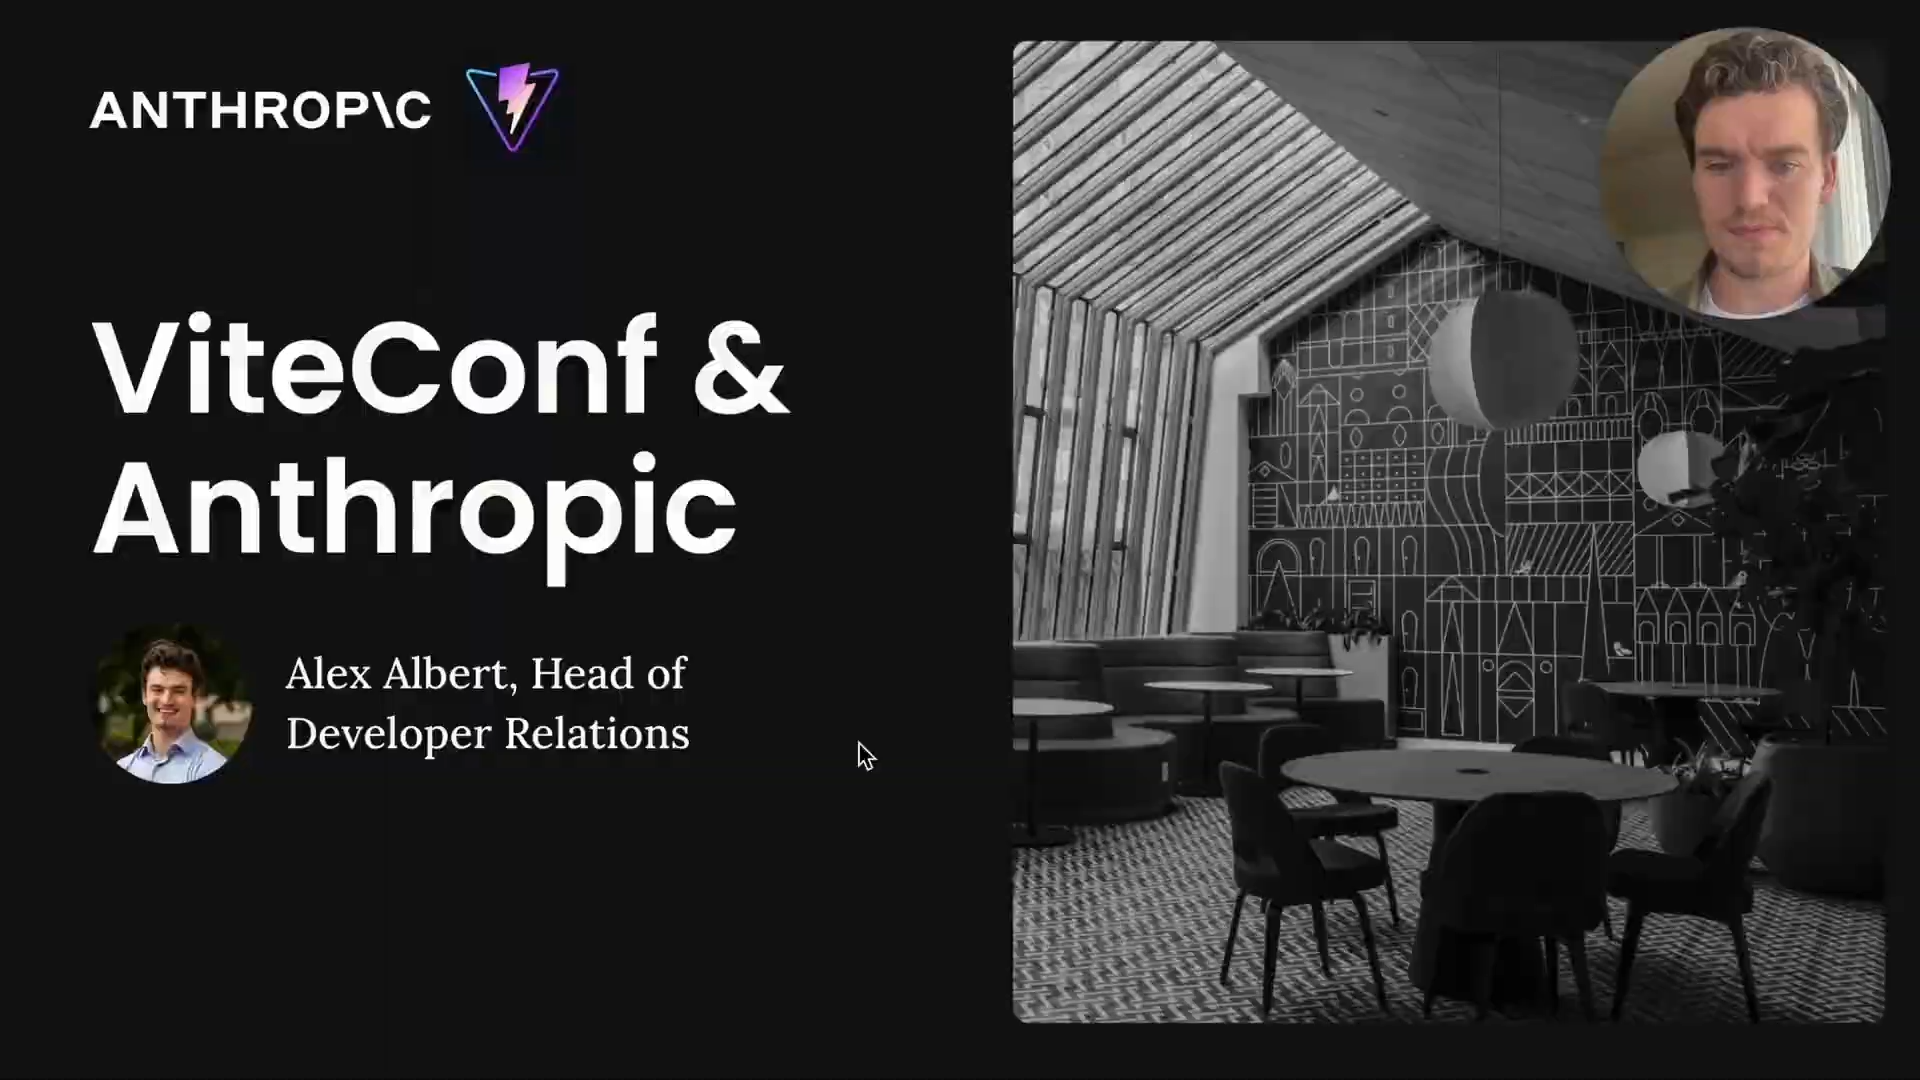 ANTHROP\C
ViteConf &
Anthropic
Alex Albert, Head of
Developer Relations